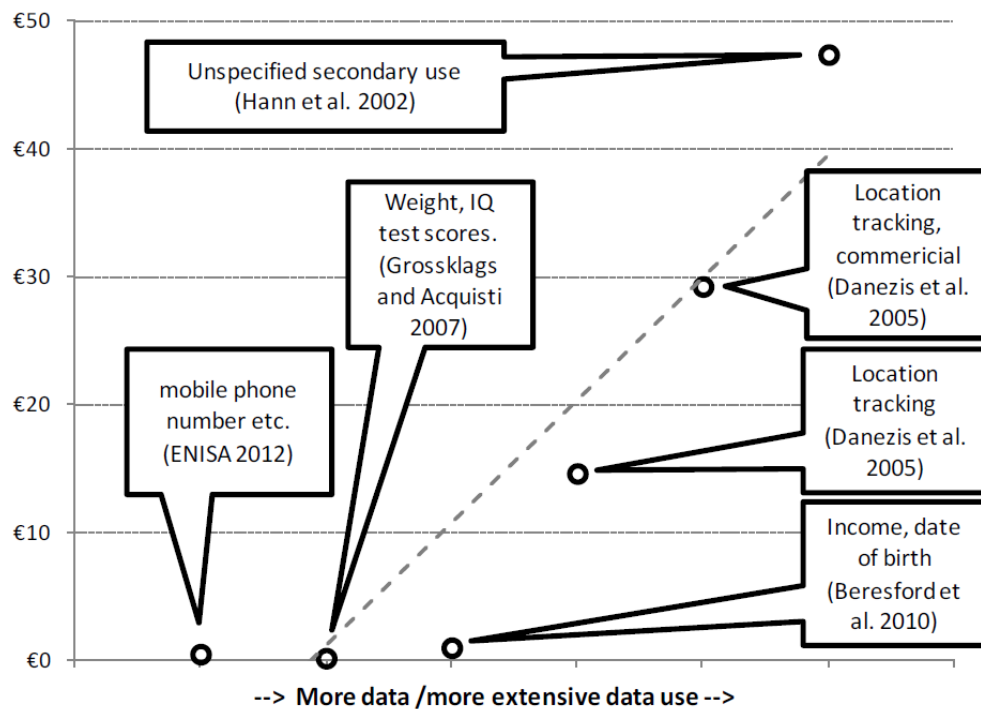 €50
Unspecified secondary use
(Hann et al. 2002)
€40
Weight, IQ
test scores.
(Grossklags
and Acquisti
2007)
Location
tracking,
commericial
(Danezis et al.
2005)
€30
mobile phone
number etc.
(ENISA 2012)
Location
tracking
(Danezis et al.
2005)
€20
Income, date
of birth
(Beresford et
al. 2010)
€10
€0
--> More data /more extensive data use -->